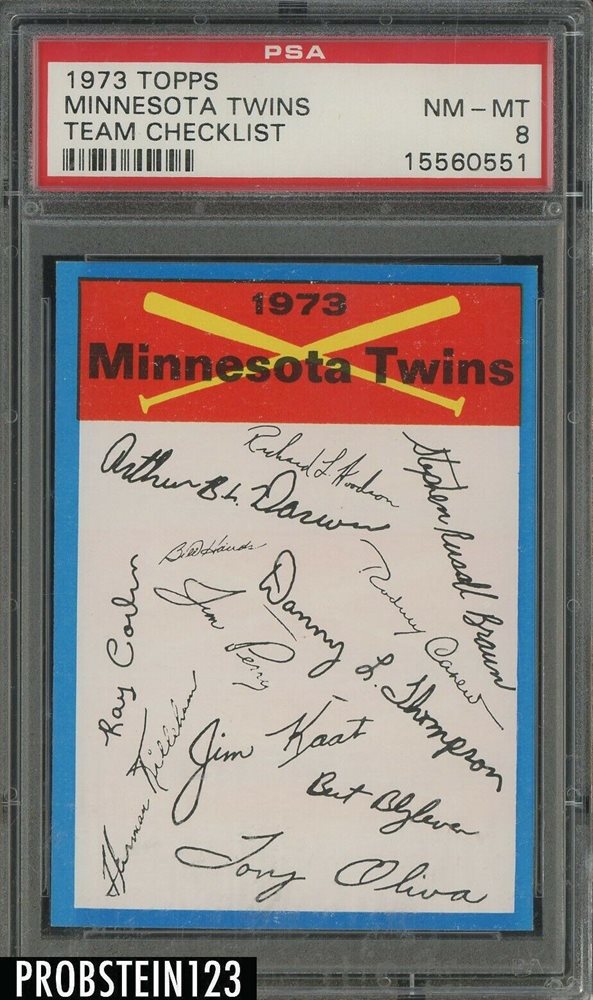 PSA
1973 TOPPS
MINNESOTA TWINS NM - MT
TEAM CHECKLIST 8
15560551
1973
Minnesota Twins
Richard L Woodson
Arthur B. L. Darwin
Stephen Russell Braun
Bill Hands
Rodney Carew
Danny L. Thompson
Jim Perry
Ray Corbin
Harmon Killebrew
Jim Kaat
Bert Blyleven
Tony Oliva
PROBSTEIN123